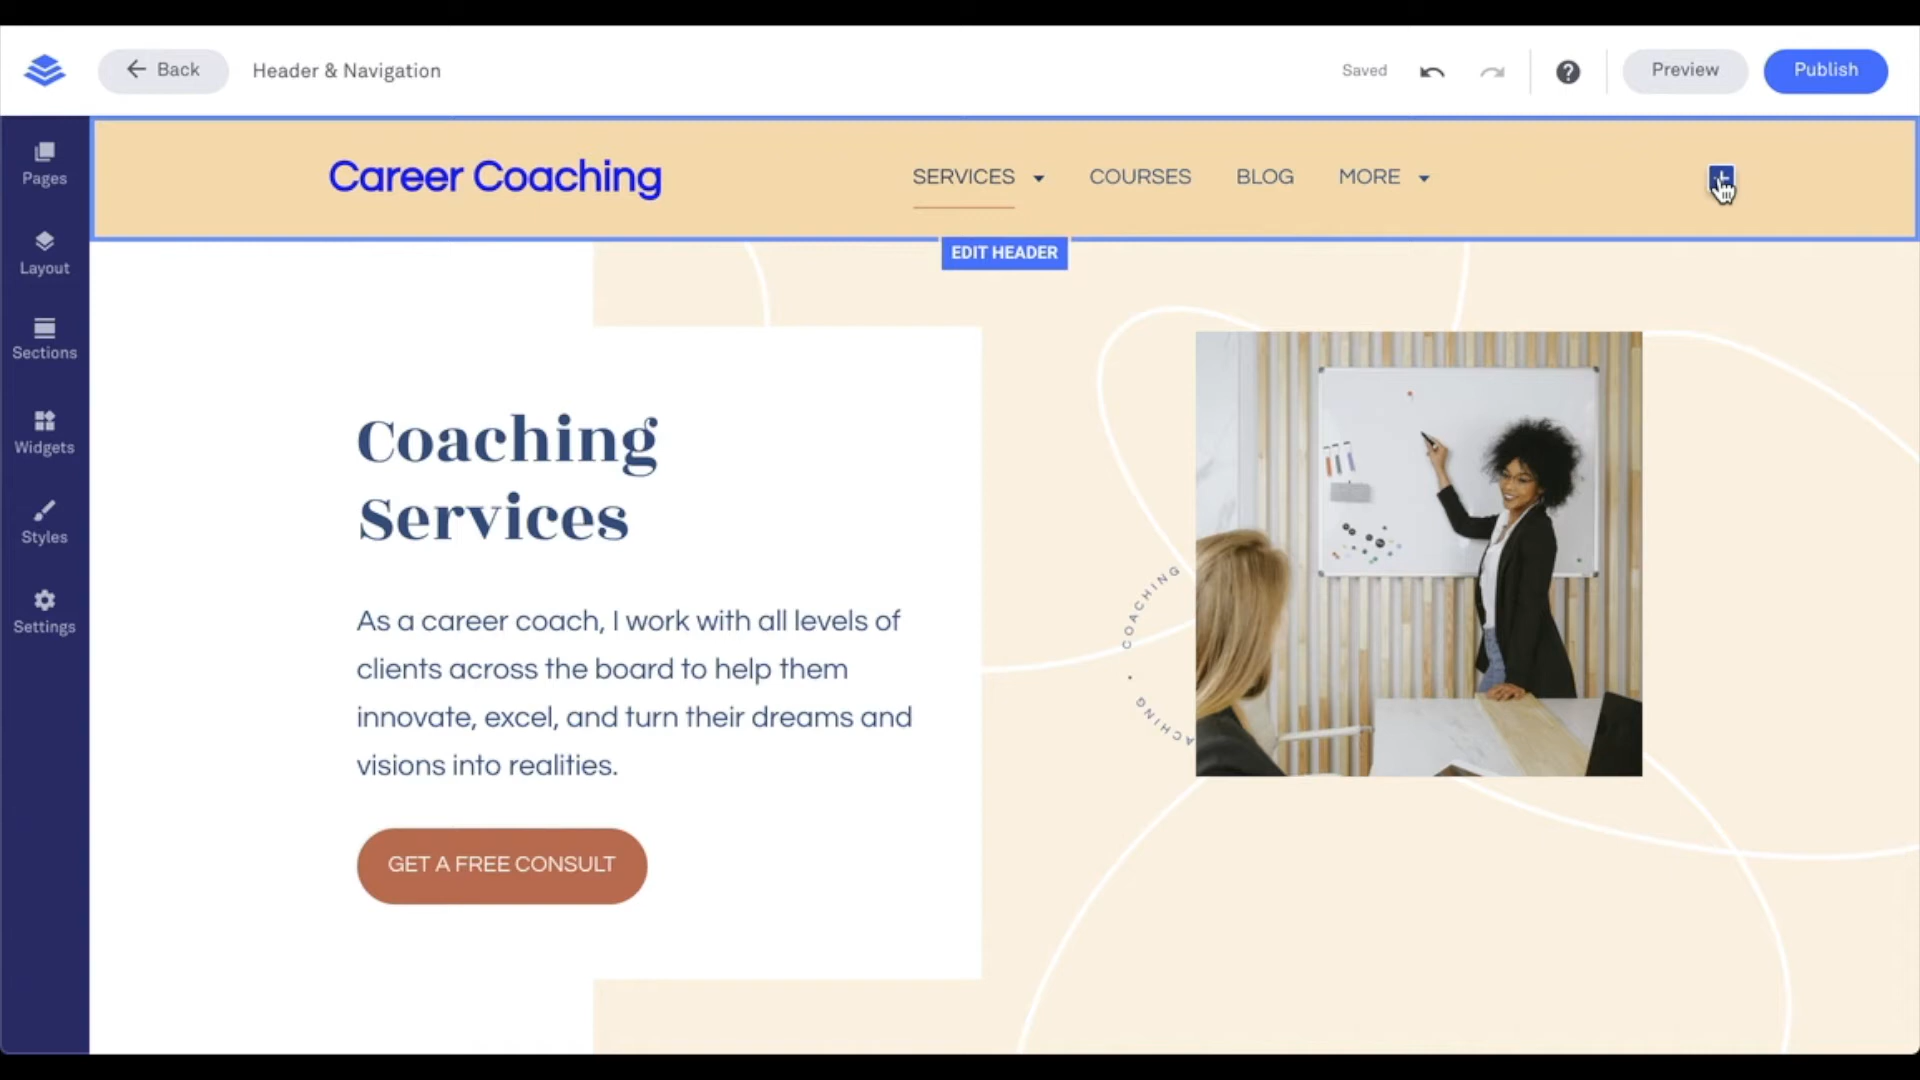 Back
Header & Navigation
Saved
?
Preview
Publish
Pages
Layout
Sections
Widgets
Styles
Settings
Career Coaching
SERVICES
COURSES
BLOG
MORE
EDIT HEADER
Coaching
Services
As a career coach, I work with all levels of
clients across the board to help them
innovate, excel, and turn their dreams and
visions into realities.
GET A FREE CONSULT
COACHING
•
ACHING